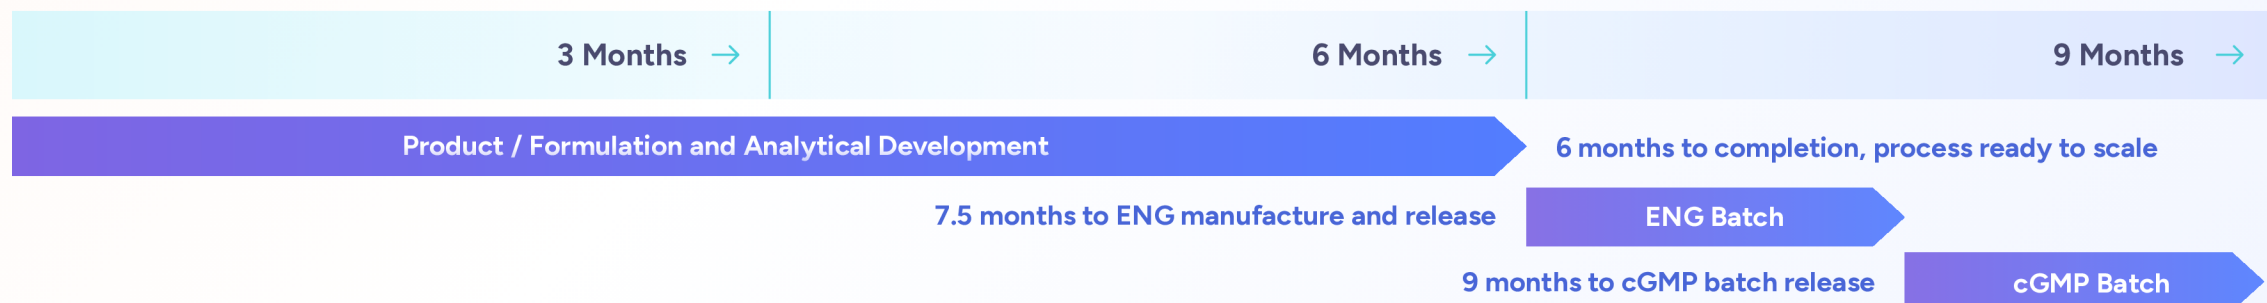 3 Months →
6 Months →
9 Months →
Product / Formulation and Analytical Development
6 months to completion, process ready to scale
7.5 months to ENG manufacture and release
ENG Batch
9 months to cGMP batch release
cGMP Batch